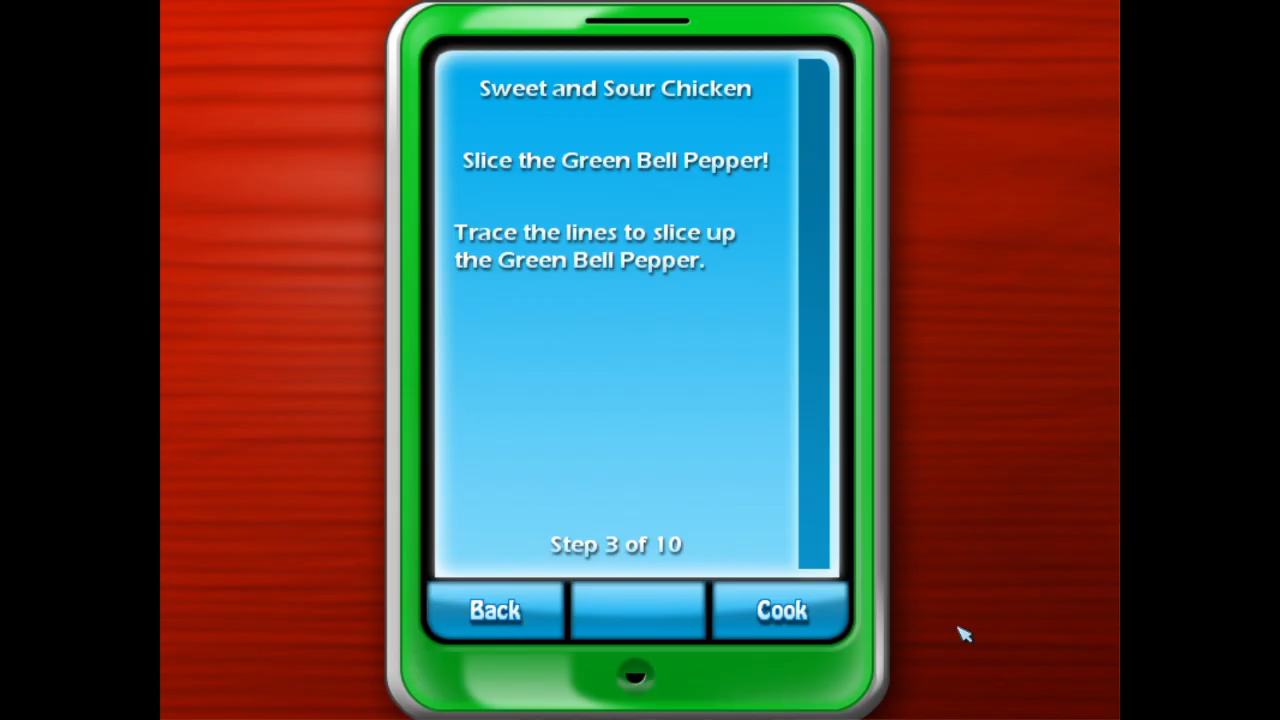 Sweet and Sour Chicken
Slice the Green Bell Pepper!
Trace the lines to slice up
the Green Bell Pepper.
Step 3 of 10
Back
Cook